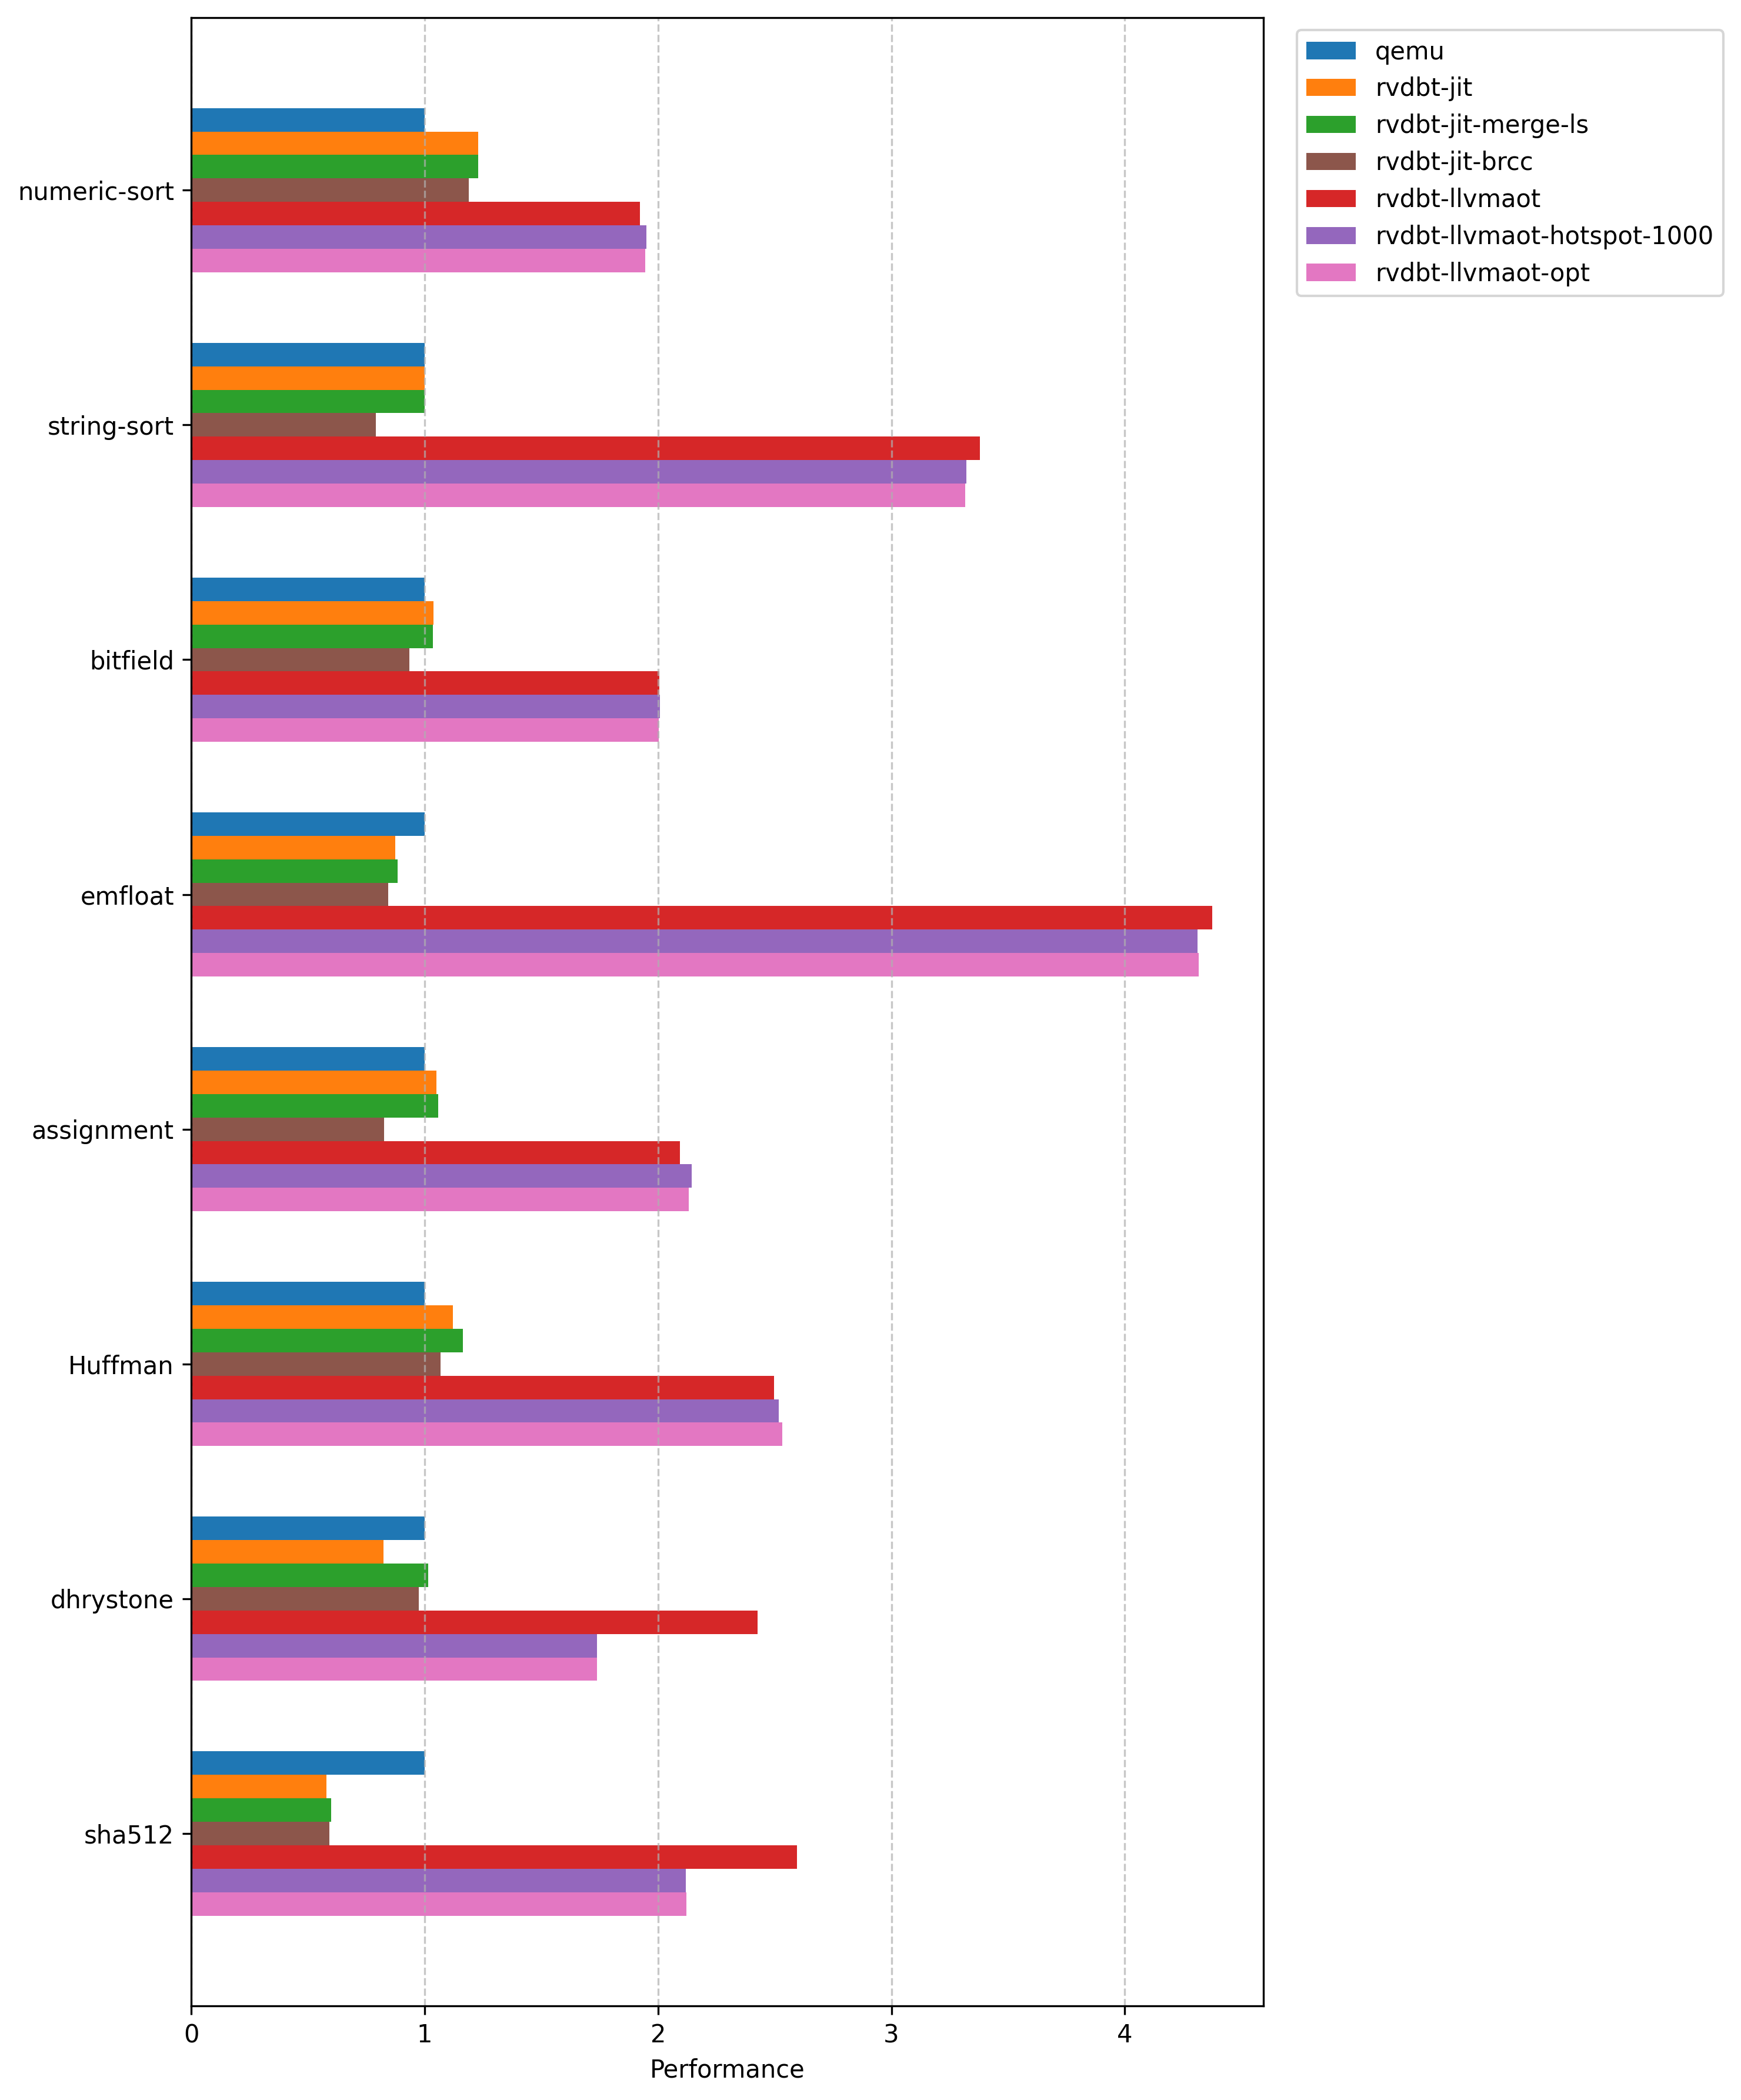 numeric-sort
string-sort
bitfield
emfloat
assignment
Huffman
dhrystone
sha512
0 1 2 3 4
Performance
qemu
rvdbt-jit
rvdbt-jit-merge-ls
rvdbt-jit-brcc
rvdbt-llvmaot
rvdbt-llvmaot-hotspot-1000
rvdbt-llvmaot-opt